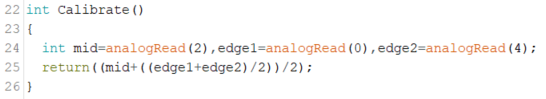 22 int Calibrate()
23 {
24   int mid=analogRead(2),edge1=analogRead(0),edge2=analogRead(4);
25   return((mid+((edge1+edge2)/2))/2);
26 }